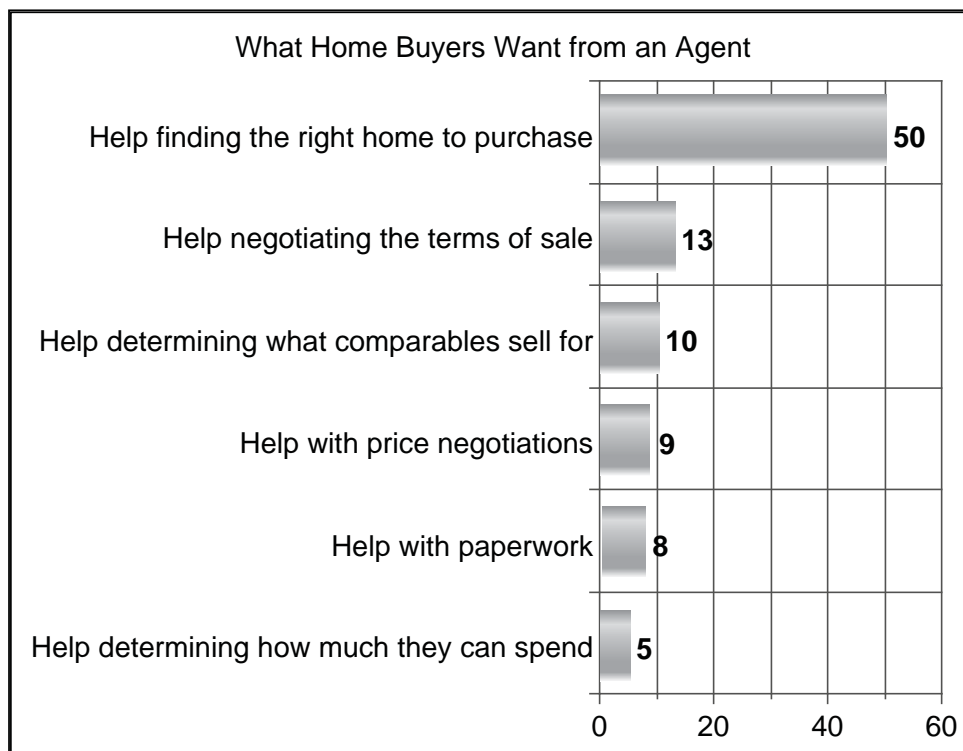 What Home Buyers Want from an Agent
Help finding the right home to purchase 50
Help negotiating the terms of sale 13
Help determining what comparables sell for 10
Help with price negotiations 9
Help with paperwork 8
Help determining how much they can spend 5
0 20 40 60